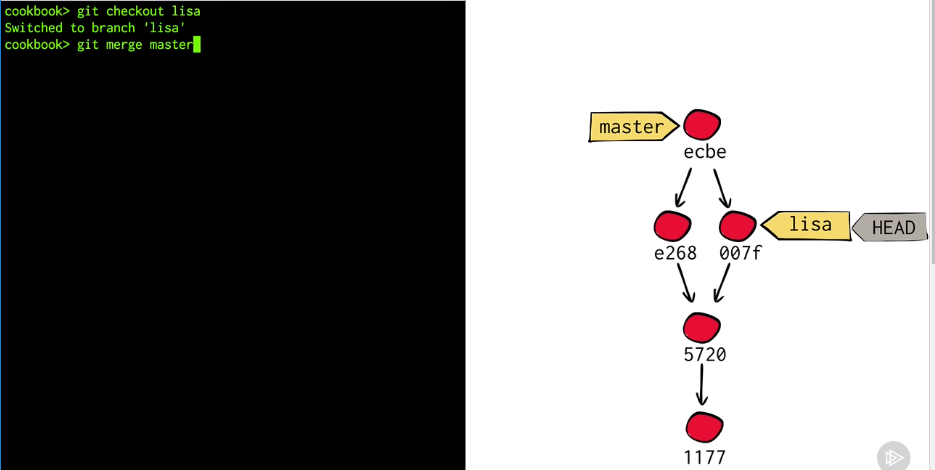 cookbook> git checkout lisa
Switched to branch 'lisa'
cookbook> git merge master
master
ecbe
lisa
HEAD
e268
007f
5720
1177